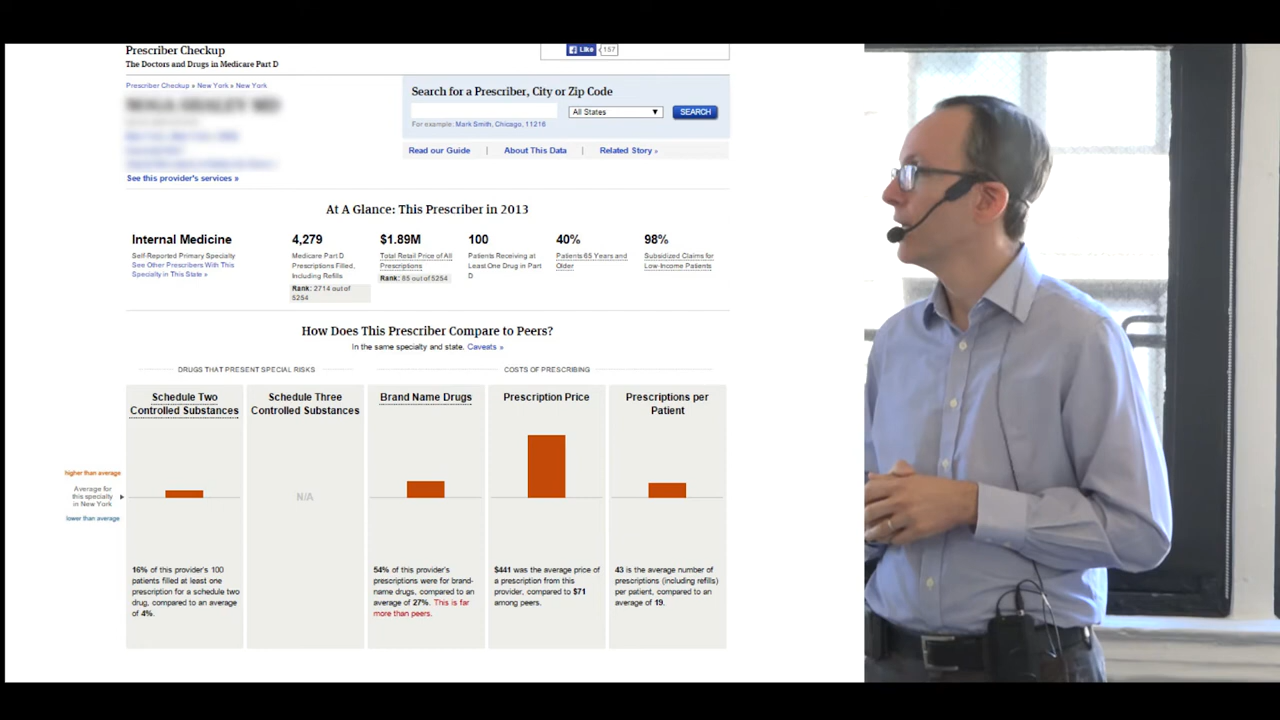 Prescriber Checkup
The Doctors and Drugs in Medicare Part D
Like 157
Prescriber Checkup » New York » New York
See this provider's services »
Search for a Prescriber, City or Zip Code
All States ▼ SEARCH
For example: Mark Smith, Chicago, 11216
Read our Guide | About This Data | Related Story »
At A Glance: This Prescriber in 2013
Internal Medicine
Self-Reported Primary Specialty
See Other Prescribers With This
Specialty in This State »
4,279
Medicare Part D
Prescriptions Filled,
Including Refills
Rank: 2714 out of
5254
$1.89M
Total Retail Price of All
Prescriptions
Rank: 85 out of 5254
100
Patients Receiving at
Least One Drug in Part
D
40%
Patients 65 Years and
Older
98%
Subsidized Claims for
Low-Income Patients
How Does This Prescriber Compare to Peers?
In the same specialty and state. Caveats »
DRUGS THAT PRESENT SPECIAL RISKS
COSTS OF PRESCRIBING
higher than average
Average for
this specialty
in New York
lower than average
Schedule Two
Controlled Substances
16% of this provider's 100
patients filled at least one
prescription for a schedule two
drug, compared to an average
of 4%.
Schedule Three
Controlled Substances
N/A
Brand Name Drugs
54% of this provider's
prescriptions were for brand-
name drugs, compared to an
average of 27%. This is far
more than peers.
Prescription Price
$441 was the average price of
a prescription from this
provider, compared to $71
among peers.
Prescriptions per
Patient
43 is the average number of
prescriptions (including refills)
per patient, compared to an
average of 19.